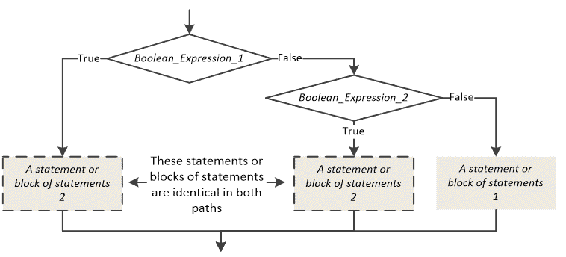 True
Boolean_Expression_1
False
Boolean_Expression_2
False
True
A statement or
block of statements
2
These statements or
blocks of statements
are identical in both
paths
A statement or
block of statements
2
A statement or
block of statements
1